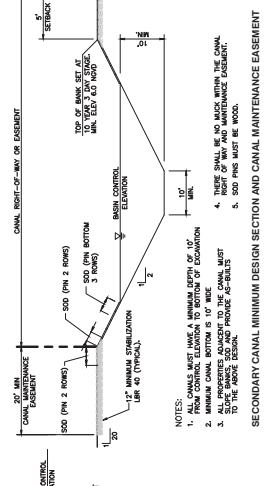 CONTROL
TION
20' MIN
CANAL MAINTENANCE
EASEMENT
CANAL RIGHT-OF-WAY OR EASEMENT
5'
SETBACK
SOD (PIN 2 ROWS)
SOD (PIN 2 ROWS)
SOD (PIN BOTTOM
3 ROWS)
TOP OF BANK SET AT
10 YEAR 3 DAY STAGE.
MIN. ELEV 6.0 NGVD
BASIN CONTROL
ELEVATION
10'
MIN.
1
20
12" MINIMUM STABILIZATION
LBR 40 (TYPICAL).
1
2
10'
MIN.
NOTES:
1. ALL CANALS MUST HAVE A MINIMUM DEPTH OF 10'
FROM CONTROL ELEVATION TO BOTTOM OF EXCAVATION
2. MINIMUM CANAL BOTTOM IS 10' WIDE
3. ALL PROPERTIES ADJACENT TO THE CANAL MUST
SLOPE BANKS, SOD AND PROVIDE AS-BUILTS
TO THE ABOVE DESIGN.
4. THERE SHALL BE NO MUCK WITHIN THE CANAL
RIGHT OF WAY AND MAINTENANCE EASEMENT.
5. SOD PINS MUST BE WOOD.
SECONDARY CANAL MINIMUM DESIGN SECTION AND CANAL MAINTENANCE EASEMENT